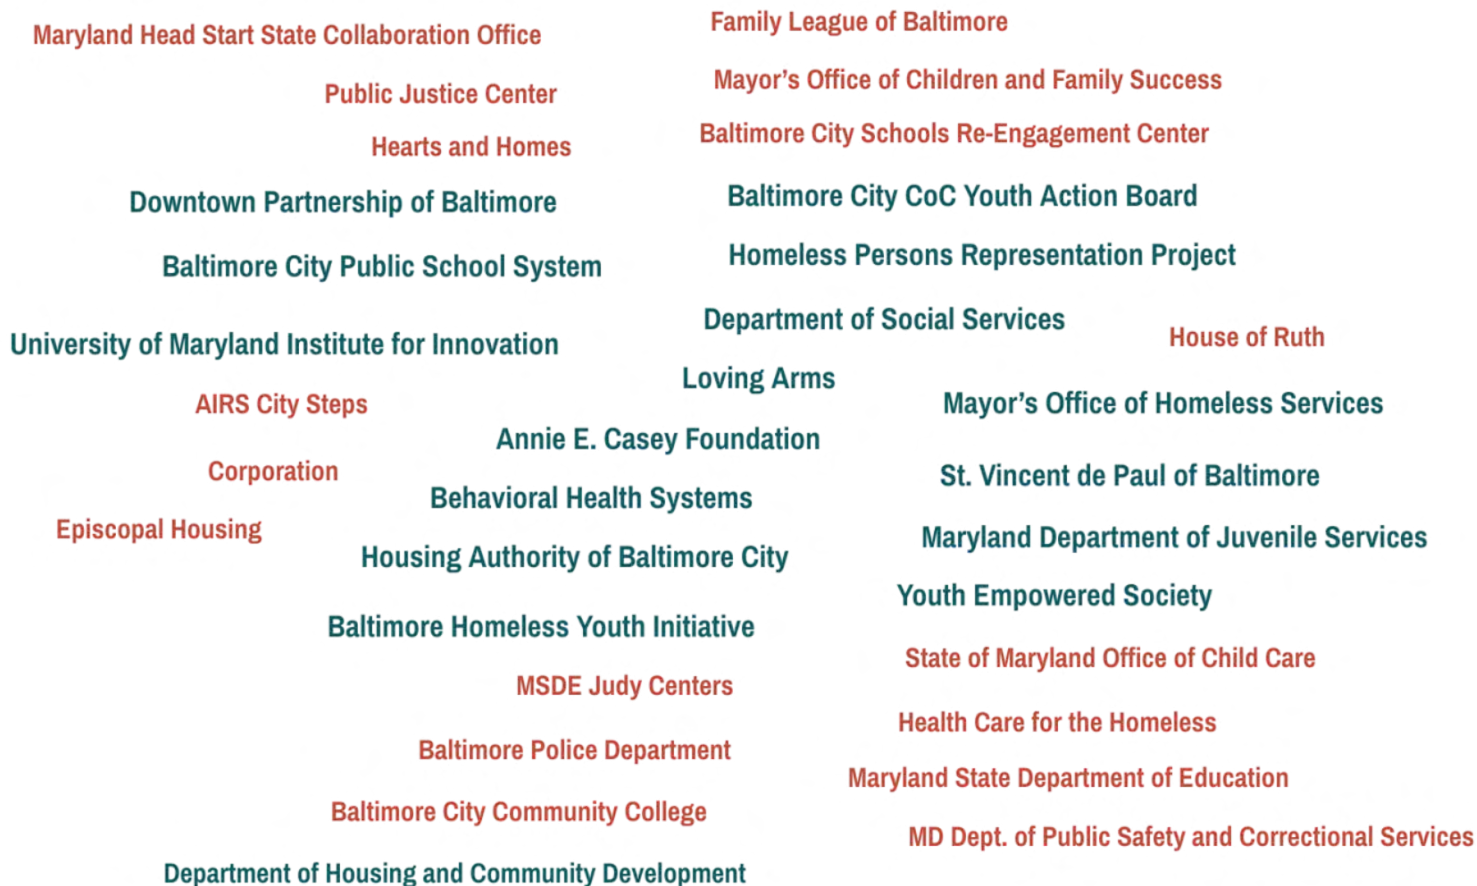 Maryland Head Start State Collaboration Office
Family League of Baltimore
Public Justice Center
Mayor's Office of Children and Family Success
Hearts and Homes
Baltimore City Schools Re-Engagement Center
Downtown Partnership of Baltimore
Baltimore City CoC Youth Action Board
Baltimore City Public School System
Homeless Persons Representation Project
University of Maryland Institute for Innovation
Department of Social Services
House of Ruth
Loving Arms
AIRS City Steps
Mayor's Office of Homeless Services
Annie E. Casey Foundation
Corporation
St. Vincent de Paul of Baltimore
Behavioral Health Systems
Episcopal Housing
Maryland Department of Juvenile Services
Housing Authority of Baltimore City
Youth Empowered Society
Baltimore Homeless Youth Initiative
State of Maryland Office of Child Care
MSDE Judy Centers
Health Care for the Homeless
Baltimore Police Department
Maryland State Department of Education
Baltimore City Community College
MD Dept. of Public Safety and Correctional Services
Department of Housing and Community Development